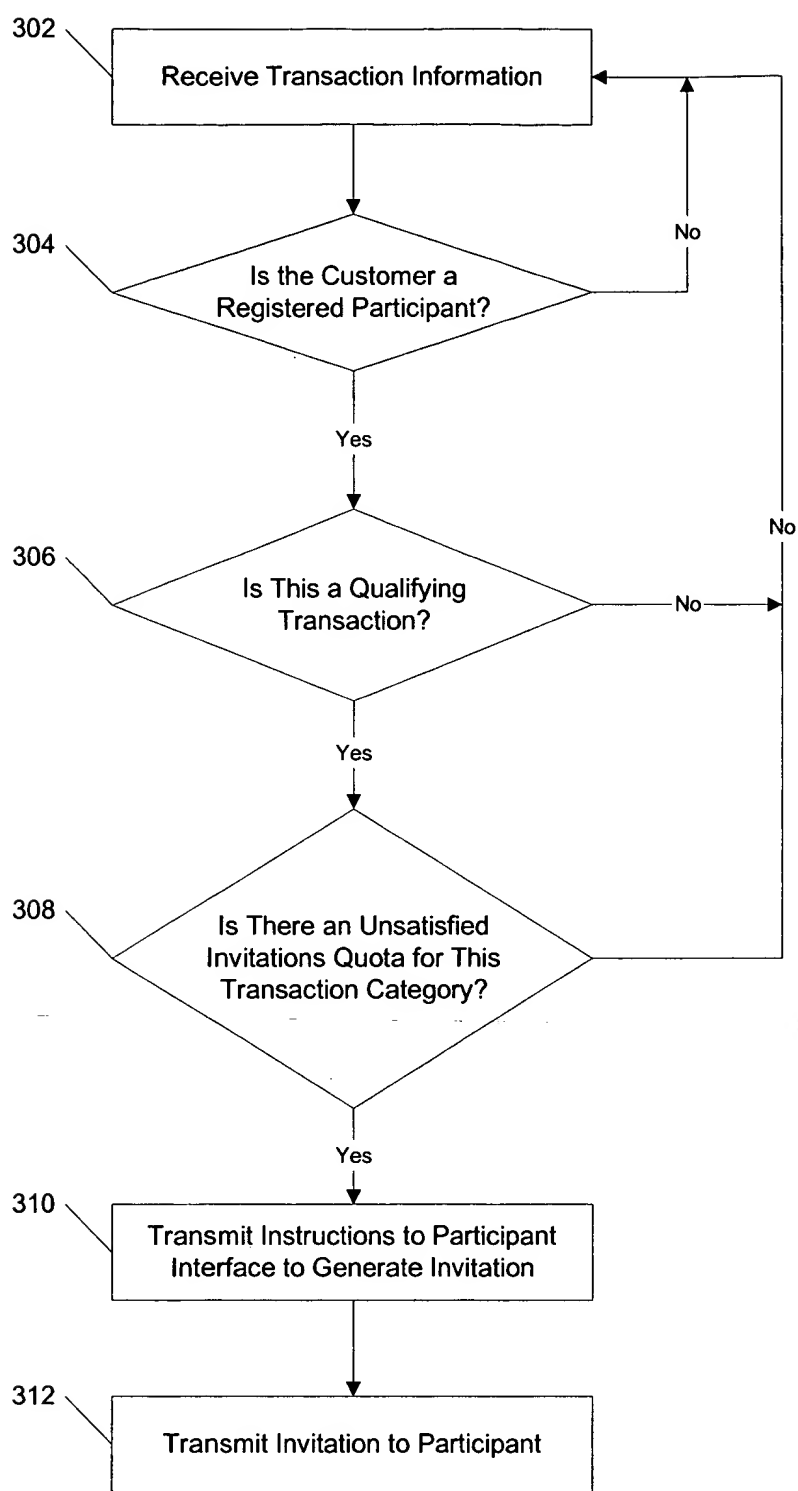 302
Receive Transaction Information
304
Is the Customer a
Registered Participant?
No
Yes
306
Is This a Qualifying
Transaction?
No
No
Yes
308
Is There an Unsatisfied
Invitations Quota for This
Transaction Category?
Yes
310
Transmit Instructions to Participant
Interface to Generate Invitation
312
Transmit Invitation to Participant